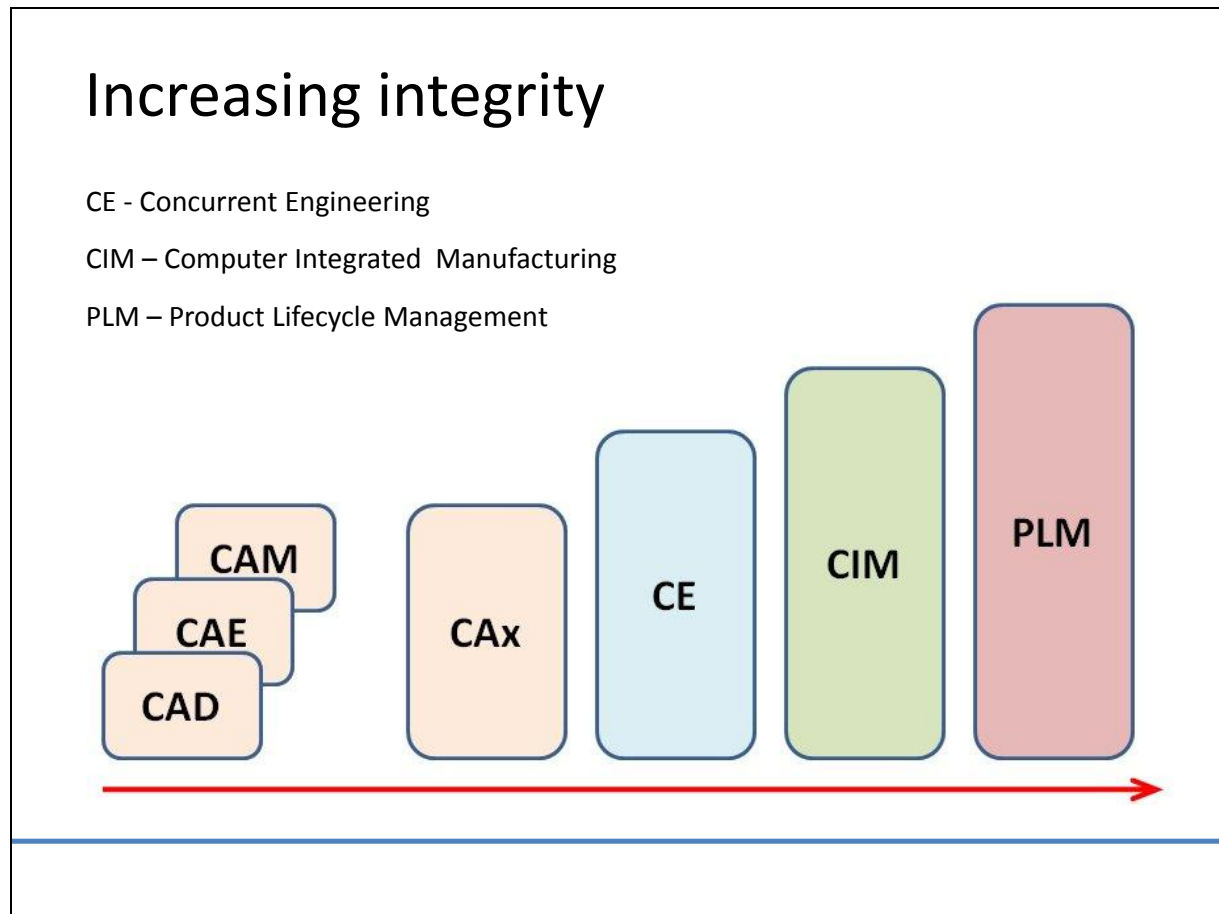 Increasing integrity
CE - Concurrent Engineering
CIM – Computer Integrated  Manufacturing
PLM – Product Lifecycle Management
CAM
CAE
CAD
CAx
CE
CIM
PLM